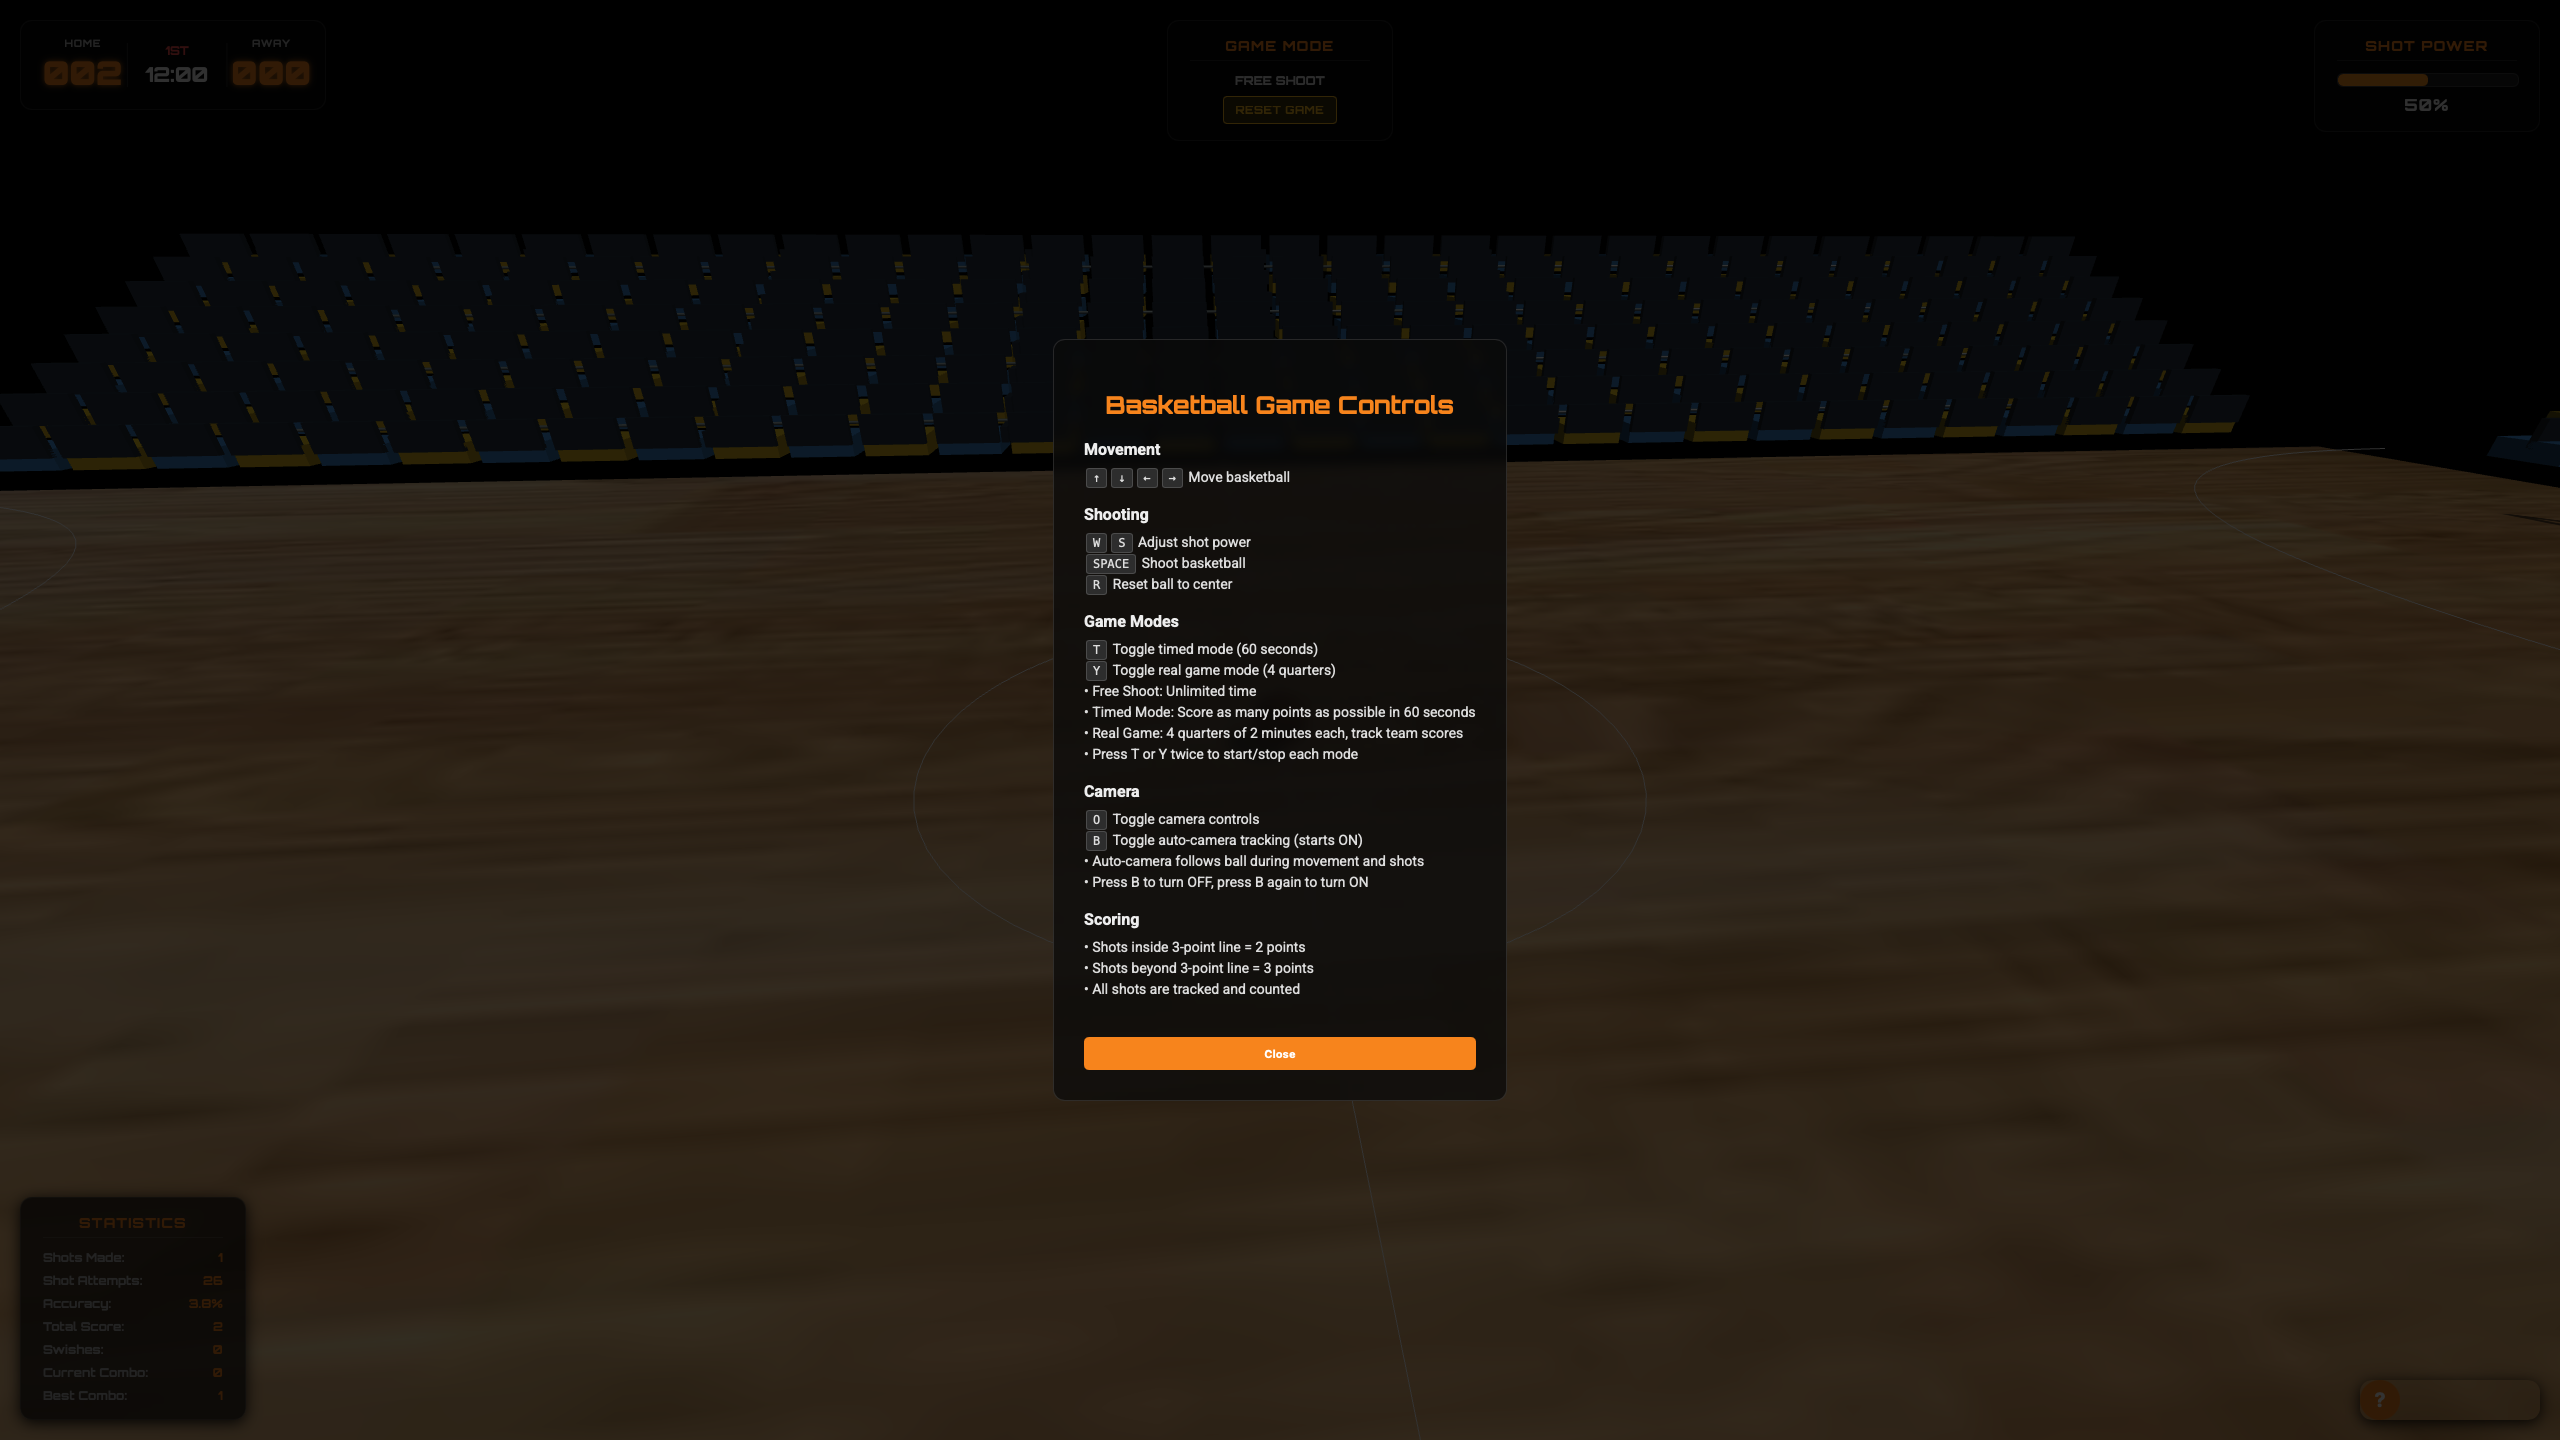 HOME
1ST
AWAY
002
12:00
000
GAME MODE
FREE SHOOT
RESET GAME
SHOT POWER
50%
Basketball Game Controls
Movement
↑ ↓ ← → Move basketball
Shooting
W S Adjust shot power
SPACE Shoot basketball
R Reset ball to center
Game Modes
T Toggle timed mode (60 seconds)
Y Toggle real game mode (4 quarters)
• Free Shoot: Unlimited time
• Timed Mode: Score as many points as possible in 60 seconds
• Real Game: 4 quarters of 2 minutes each, track team scores
• Press T or Y twice to start/stop each mode
Camera
O Toggle camera controls
B Toggle auto-camera tracking (starts ON)
• Auto-camera follows ball during movement and shots
• Press B to turn OFF, press B again to turn ON
Scoring
• Shots inside 3-point line = 2 points
• Shots beyond 3-point line = 3 points
• All shots are tracked and counted
Close
STATISTICS
Shots Made: 1
Shot Attempts: 26
Accuracy: 3.8%
Total Score: 2
Swishes: 0
Current Combo: 0
Best Combo: 1
?